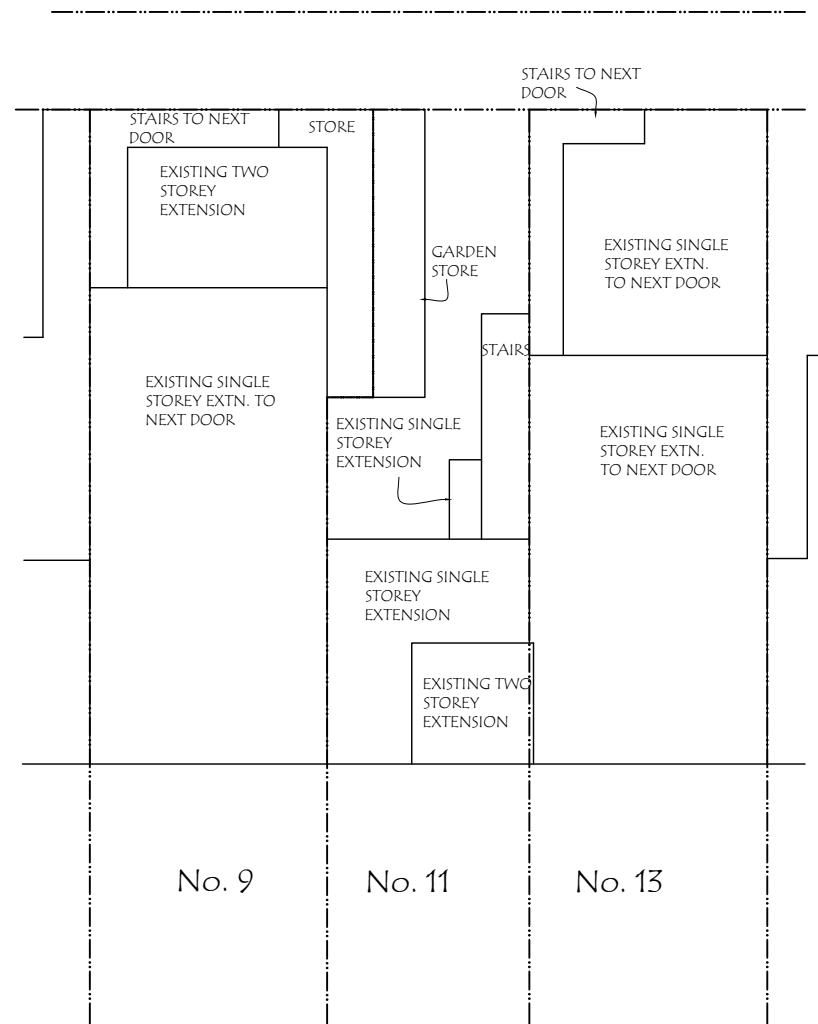 STAIRS TO NEXT
DOOR
STAIRS TO NEXT
DOOR
STORE
EXISTING TWO
STOREY
EXTENSION
GARDEN
STORE
EXISTING SINGLE
STOREY EXTN.
TO NEXT DOOR
STAIRS
EXISTING SINGLE
STOREY EXTN. TO
NEXT DOOR
EXISTING SINGLE
STOREY
EXTENSION
EXISTING SINGLE
STOREY EXTN.
TO NEXT DOOR
EXISTING SINGLE
STOREY
EXTENSION
EXISTING TWO
STOREY
EXTENSION
No. 9
No. 11
No. 13